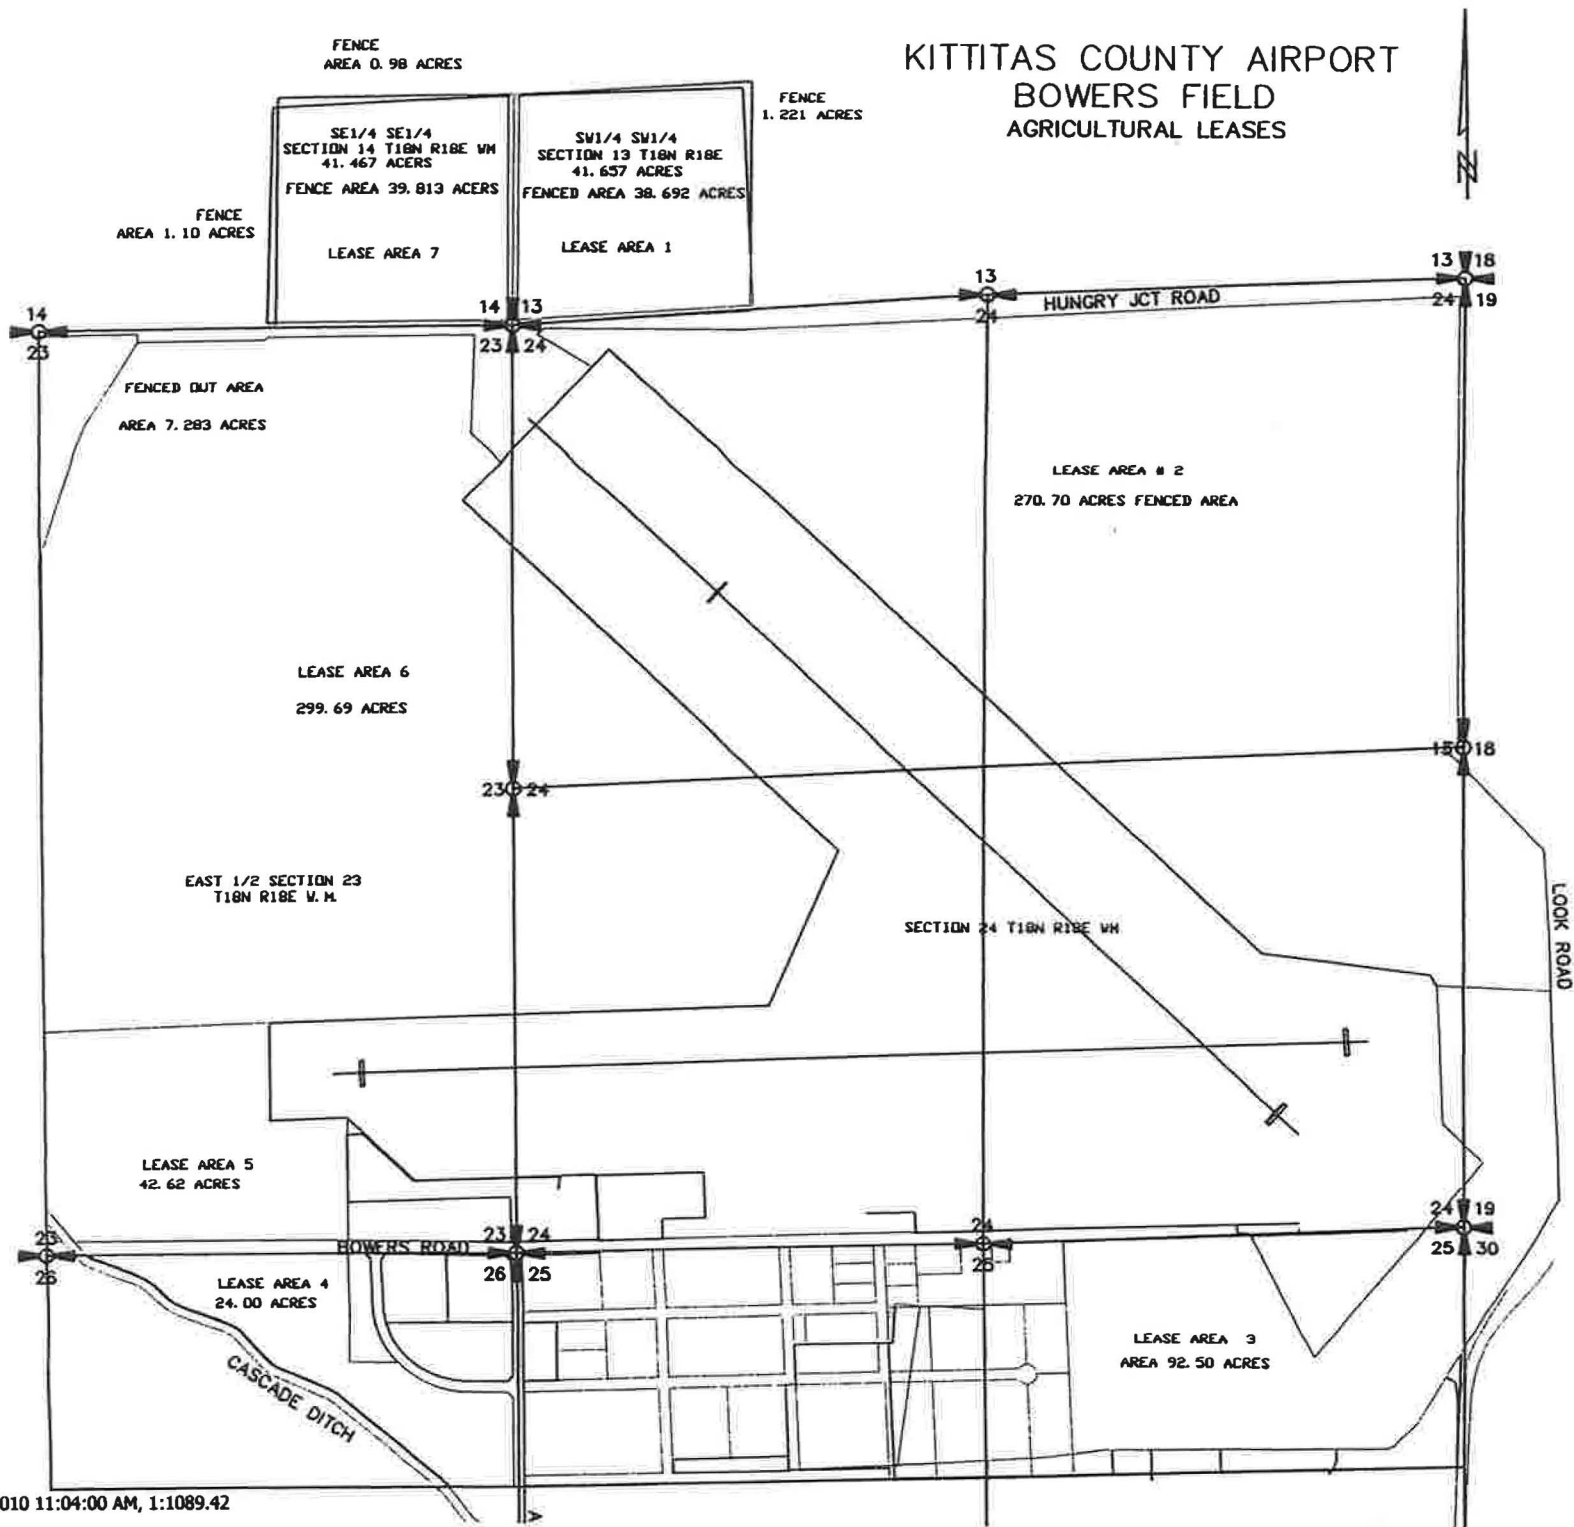 KITTITAS COUNTY AIRPORT
BOWERS FIELD
AGRICULTURAL LEASES
N
FENCE
AREA 0.98 ACRES
FENCE
1.221 ACRES
SE1/4 SE1/4
SECTION 14 T18N R18E WM
41.467 ACERS
FENCE AREA 39.813 ACERS
LEASE AREA 7
SW1/4 SW1/4
SECTION 13 T18N R18E
41.657 ACRES
FENCED AREA 38.692 ACRES
LEASE AREA 1
FENCE
AREA 1.10 ACRES
14
23
14 13
23 24
13
24
HUNGRY JCT ROAD
13 18
24 19
FENCED OUT AREA
AREA 7.283 ACRES
LEASE AREA # 2
270.70 ACRES FENCED AREA
LEASE AREA 6
299.69 ACRES
23 24
18
EAST 1/2 SECTION 23
T18N R18E W.M.
SECTION 24 T18N R18E WM
LOOK ROAD
LEASE AREA 5
42.62 ACRES
23
26
BOWERS ROAD
23 24
26 25
24
25
24 19
25 30
LEASE AREA 4
24.00 ACRES
CASCADE DITCH
LEASE AREA 3
AREA 92.50 ACRES
010 11:04:00 AM, 1:1089.42